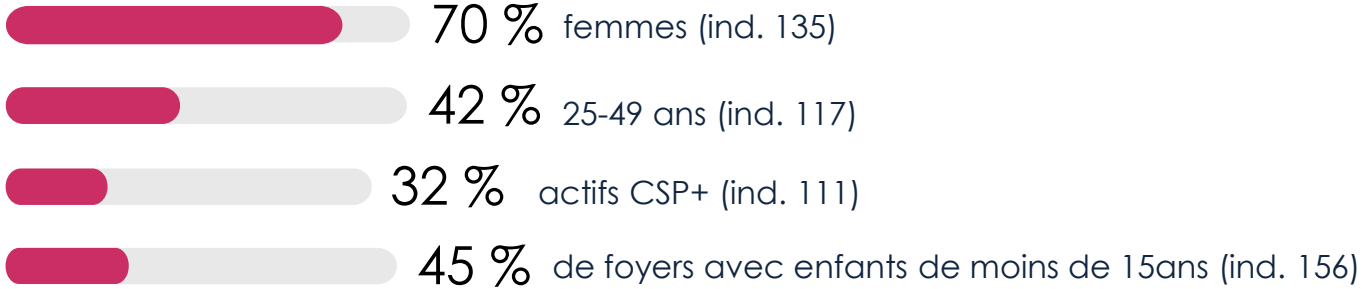 70 % femmes (ind. 135)
42 % 25-49 ans (ind. 117)
32 % actifs CSP+ (ind. 111)
45 % de foyers avec enfants de moins de 15ans (ind. 156)